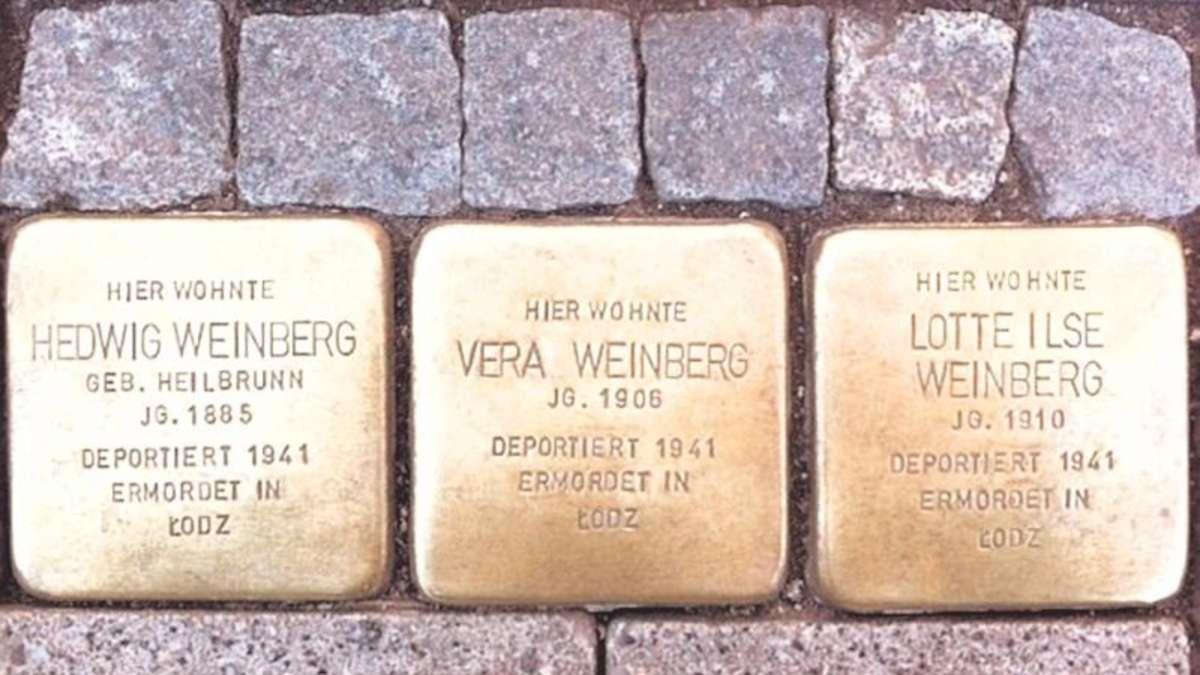 HIER WOHNTE
HEDWIG WEINBERG
GEB. HEILBRUNN
JG. 1885
DEPORTIERT 1941
ERMORDET IN
ŁODZ
HIER WOHNTE
VERA WEINBERG
JG. 1906
DEPORTIERT 1941
ERMORDET IN
ŁODZ
HIER WOHNTE
LOTTE ILSE
WEINBERG
JG. 1910
DEPORTIERT 1941
ERMORDET IN
ŁODZ